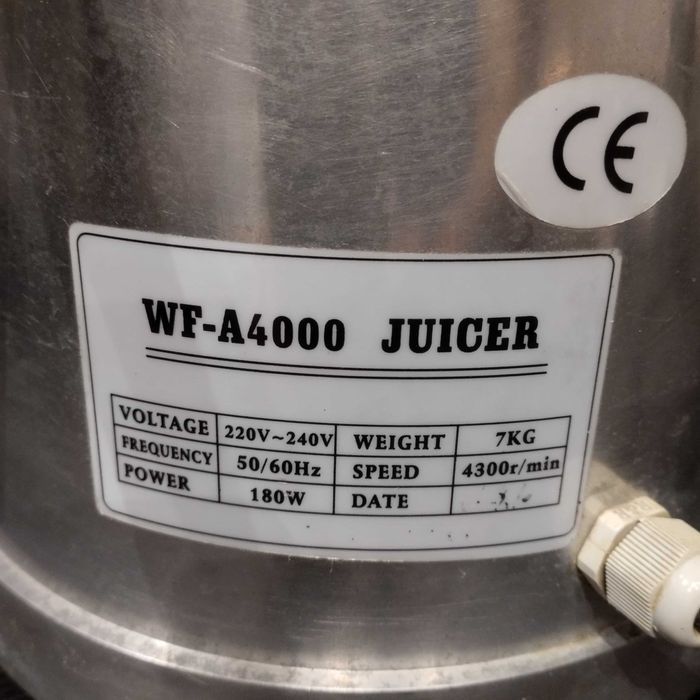 CE
WF-A4000 JUICER
VOLTAGE 220V~240V WEIGHT 7KG
FREQUENCY 50/60Hz SPEED 4300r/min
POWER 180W DATE